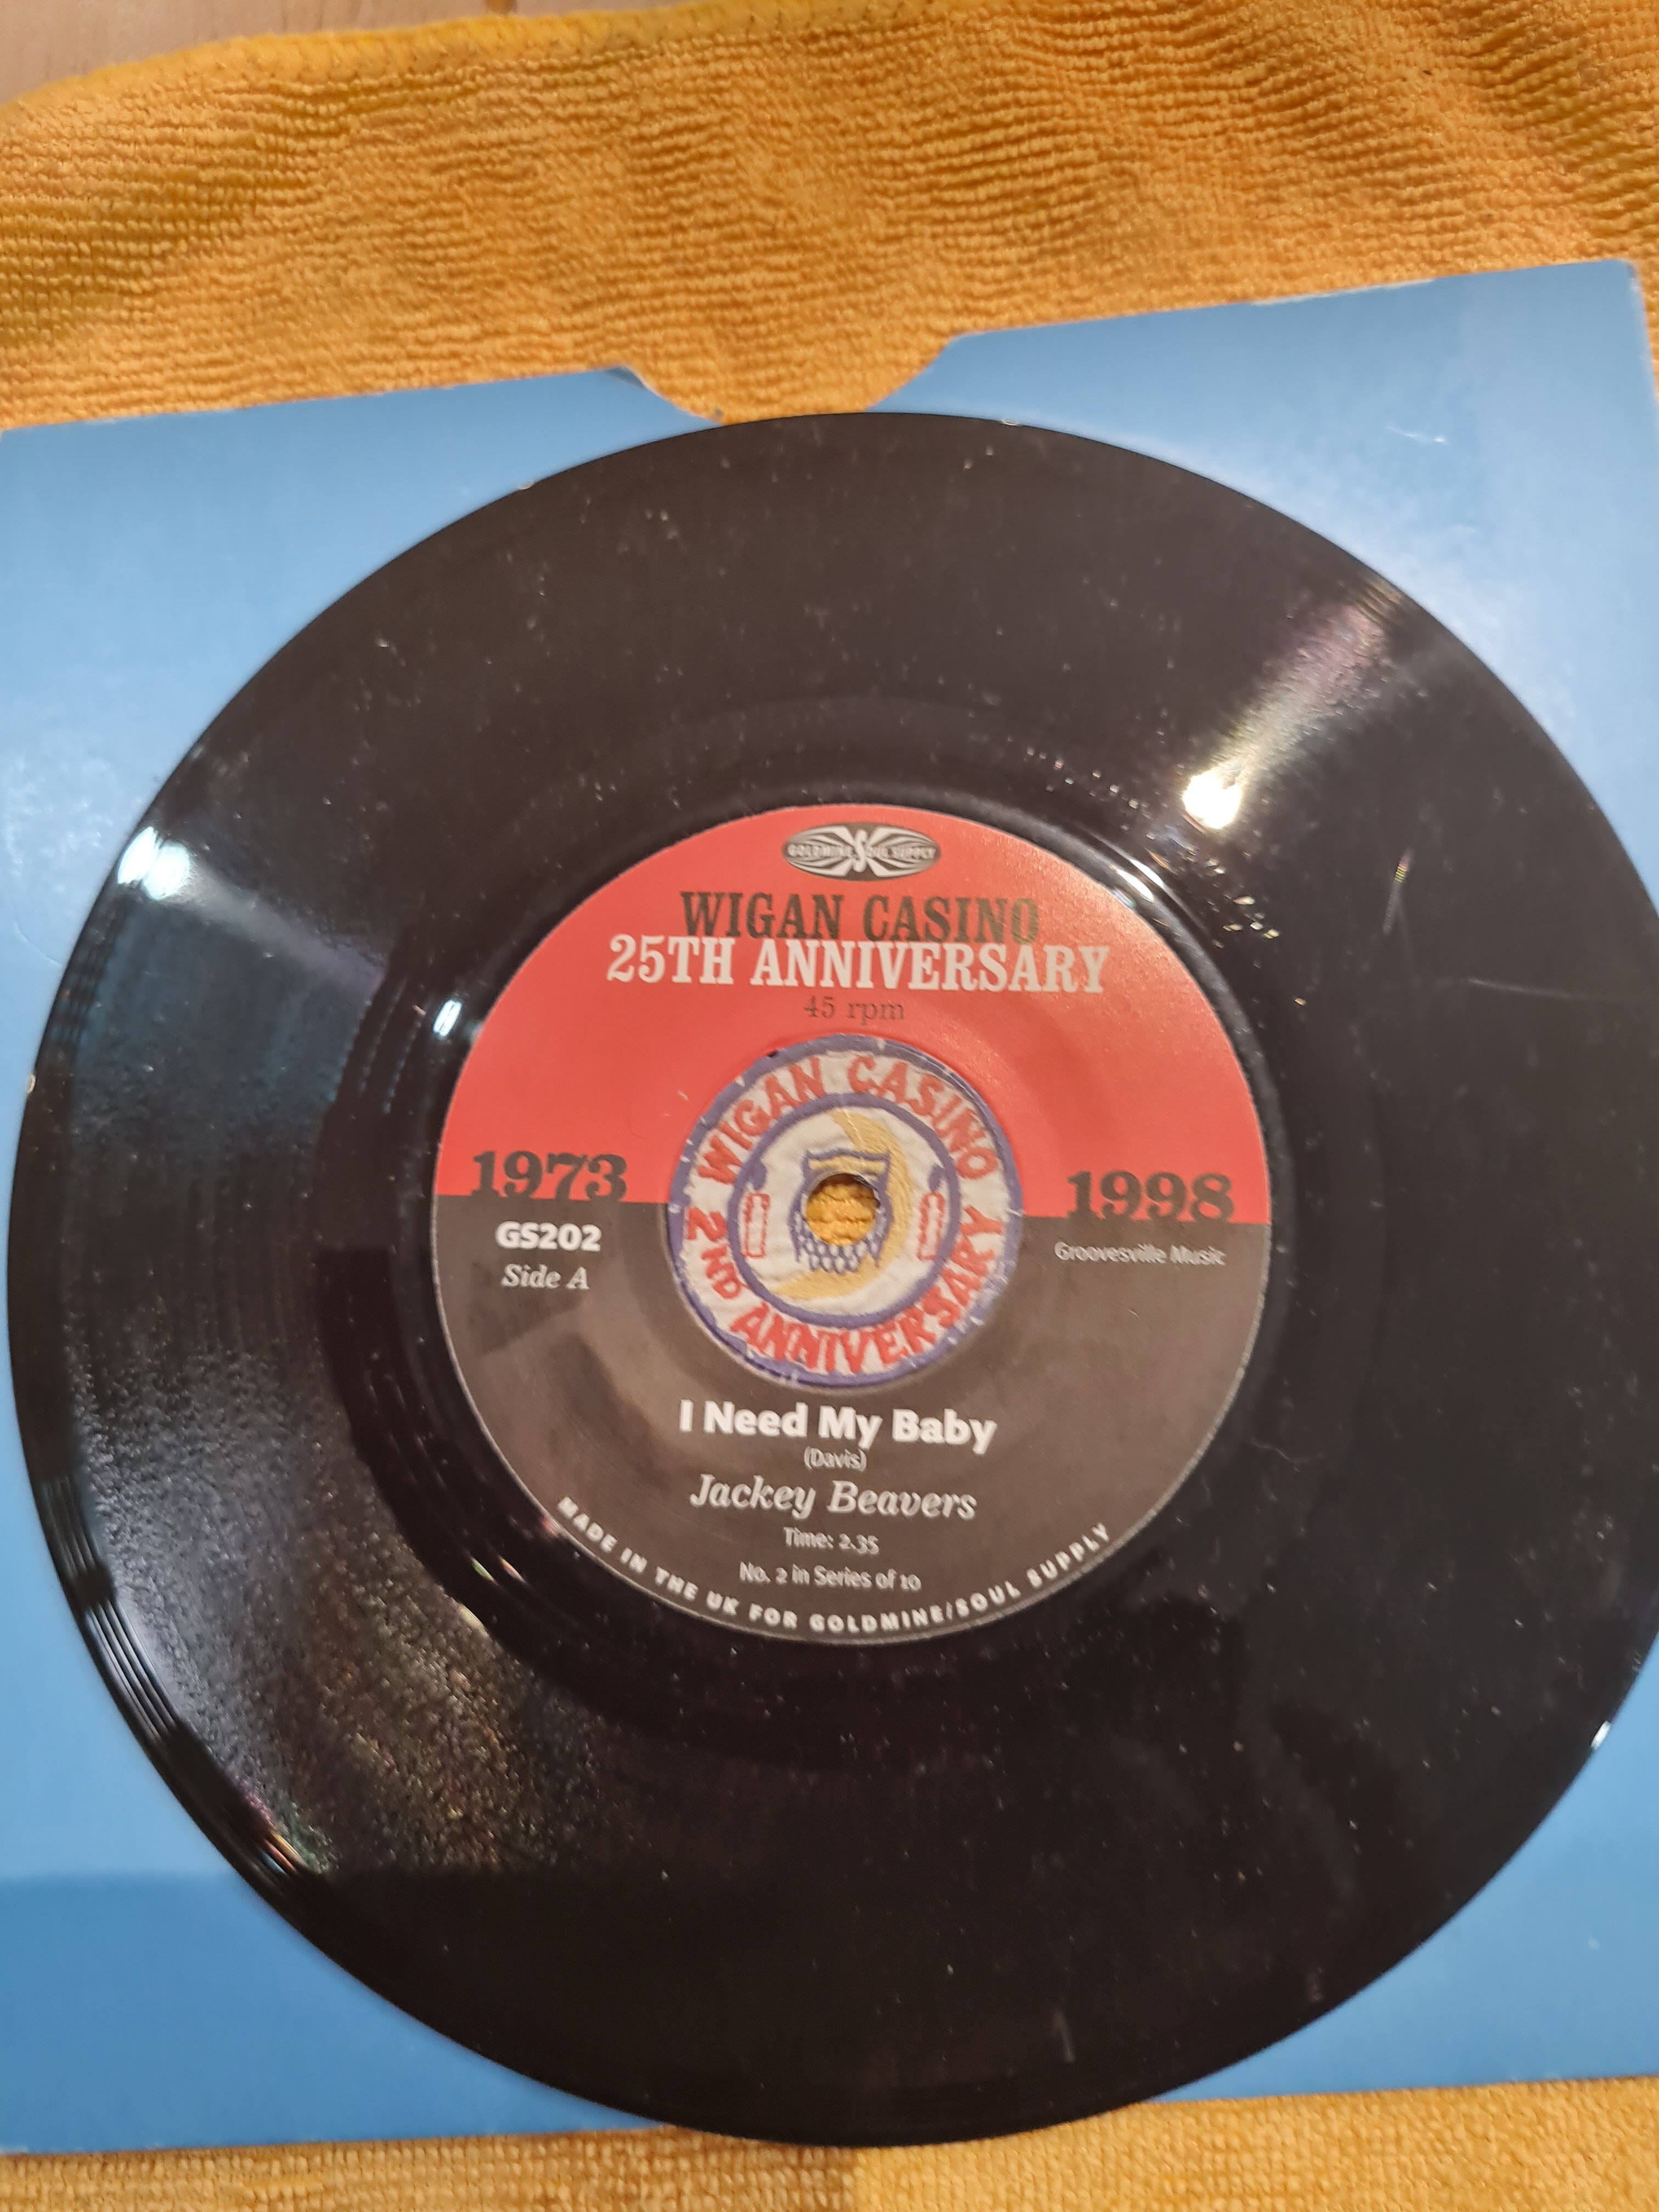 GOLDMINE SOUL SUPPLY
WIGAN CASINO
25TH ANNIVERSARY
45 rpm
WIGAN CASINO
2ND ANNIVERSARY
1973
1998
GS202
Side A
Groovesville Music
I Need My Baby
(Davis)
Jackey Beavers
Time: 2.35
No. 2 in Series of 10
MADE IN THE UK FOR GOLDMINE/SOUL SUPPLY